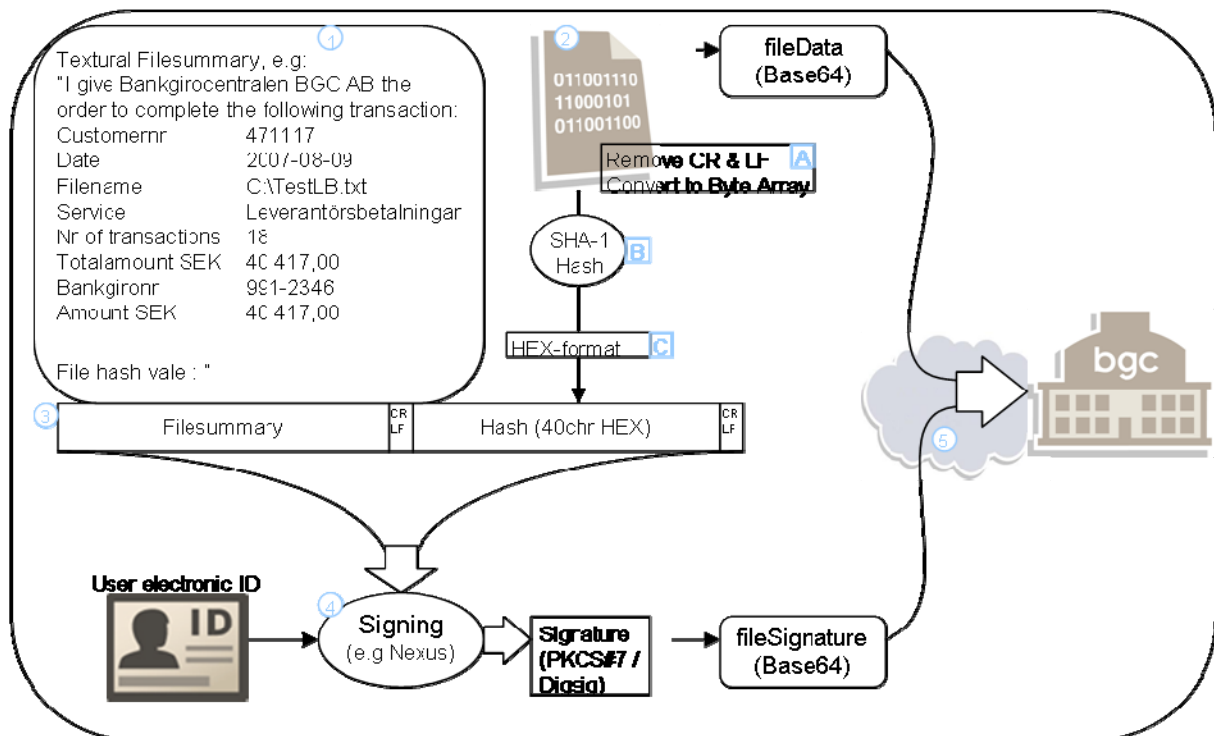 1
Textural Filesummary, e.g:
"I give Bankgirocentralen BGC AB the
order to complete the following transaction:
Customernr 471117
Date 2007-08-09
Filename C:\TestLB.txt
Service Leverantörsbetalningar
Nr of transactions 18
Totalamount SEK 40 417,00
Bankgironr 991-2346
Amount SEK 40 417,00
File hash vale : "
2
011001110
11000101
011001100
fileData
(Base64)
Remove CR & LF A
Convert to Byte Array
SHA-1
Hash
B
HEX-format C
3
Filesummary
CR
LF
Hash (40chr HEX)
CR
LF
bgc
5
User electronic ID
ID
4
Signing
(e.g Nexus)
Signature
(PKCS#7 /
Digsig)
fileSignature
(Base64)